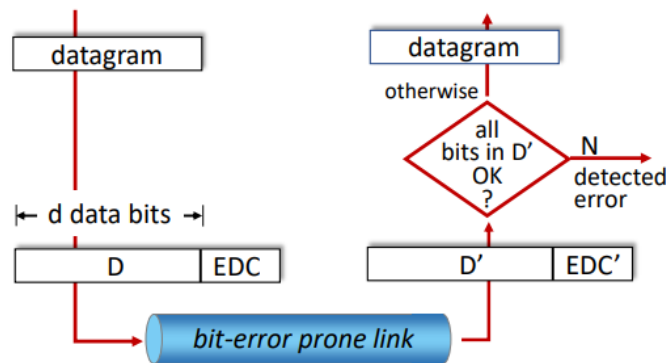 datagram
d data bits
D
EDC
bit-error prone link
datagram
otherwise
all
bits in D’
OK
?
N
detected
error
D’
EDC’